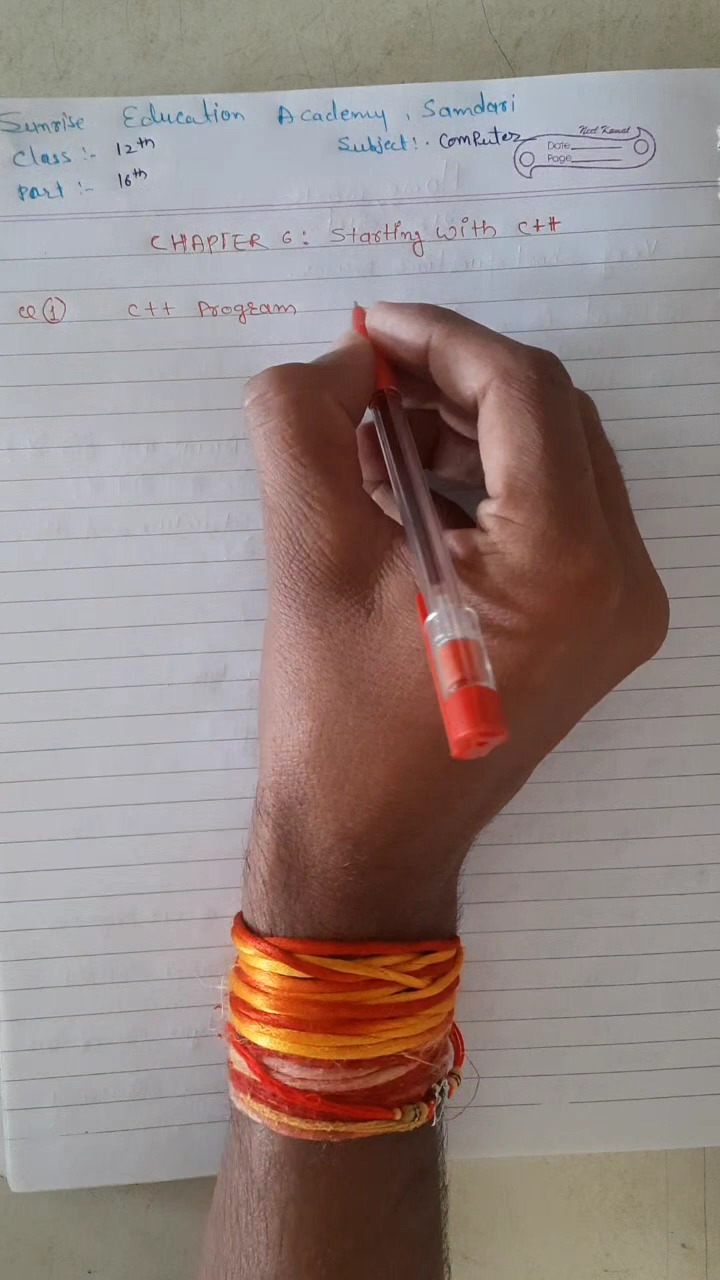 Sunrise Education Academy, Samdari
Class :- 12th Subject :- Computer
Part :- 16th
Neel Kamal
Date
Page
CHAPTER 6: Starting with C++
(1) C++ Program